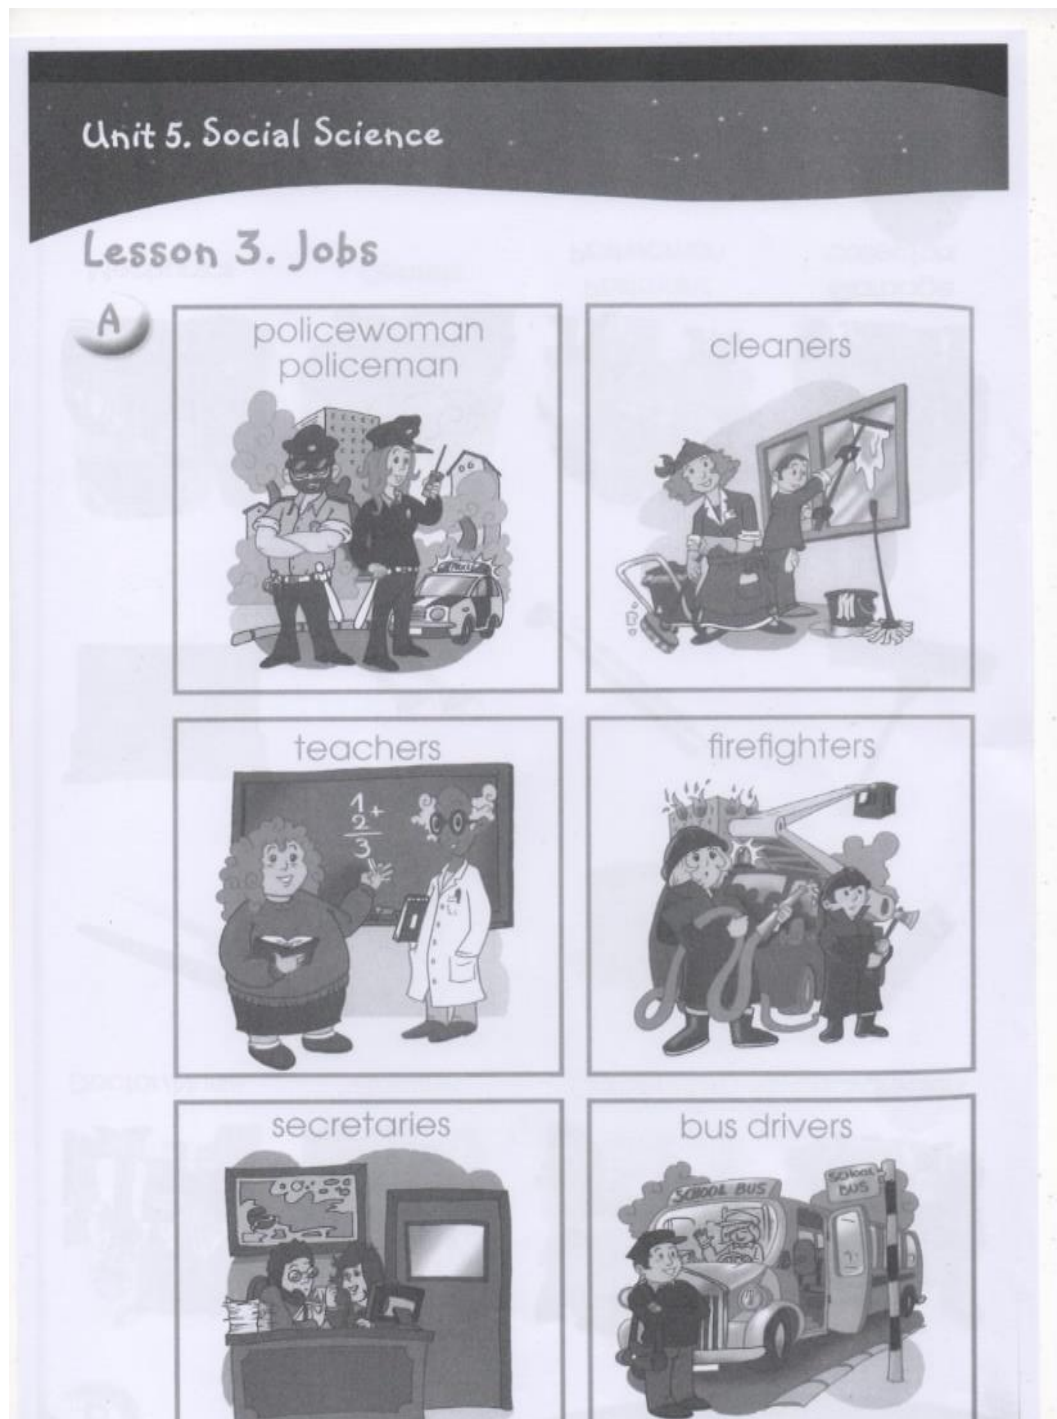 Unit 5. Social Science
Lesson 3. Jobs
A
policewoman
policeman
cleaners
teachers
1
2 +
3
firefighters
secretaries
bus drivers
SCHOOL BUS
SCHOOL
BUS